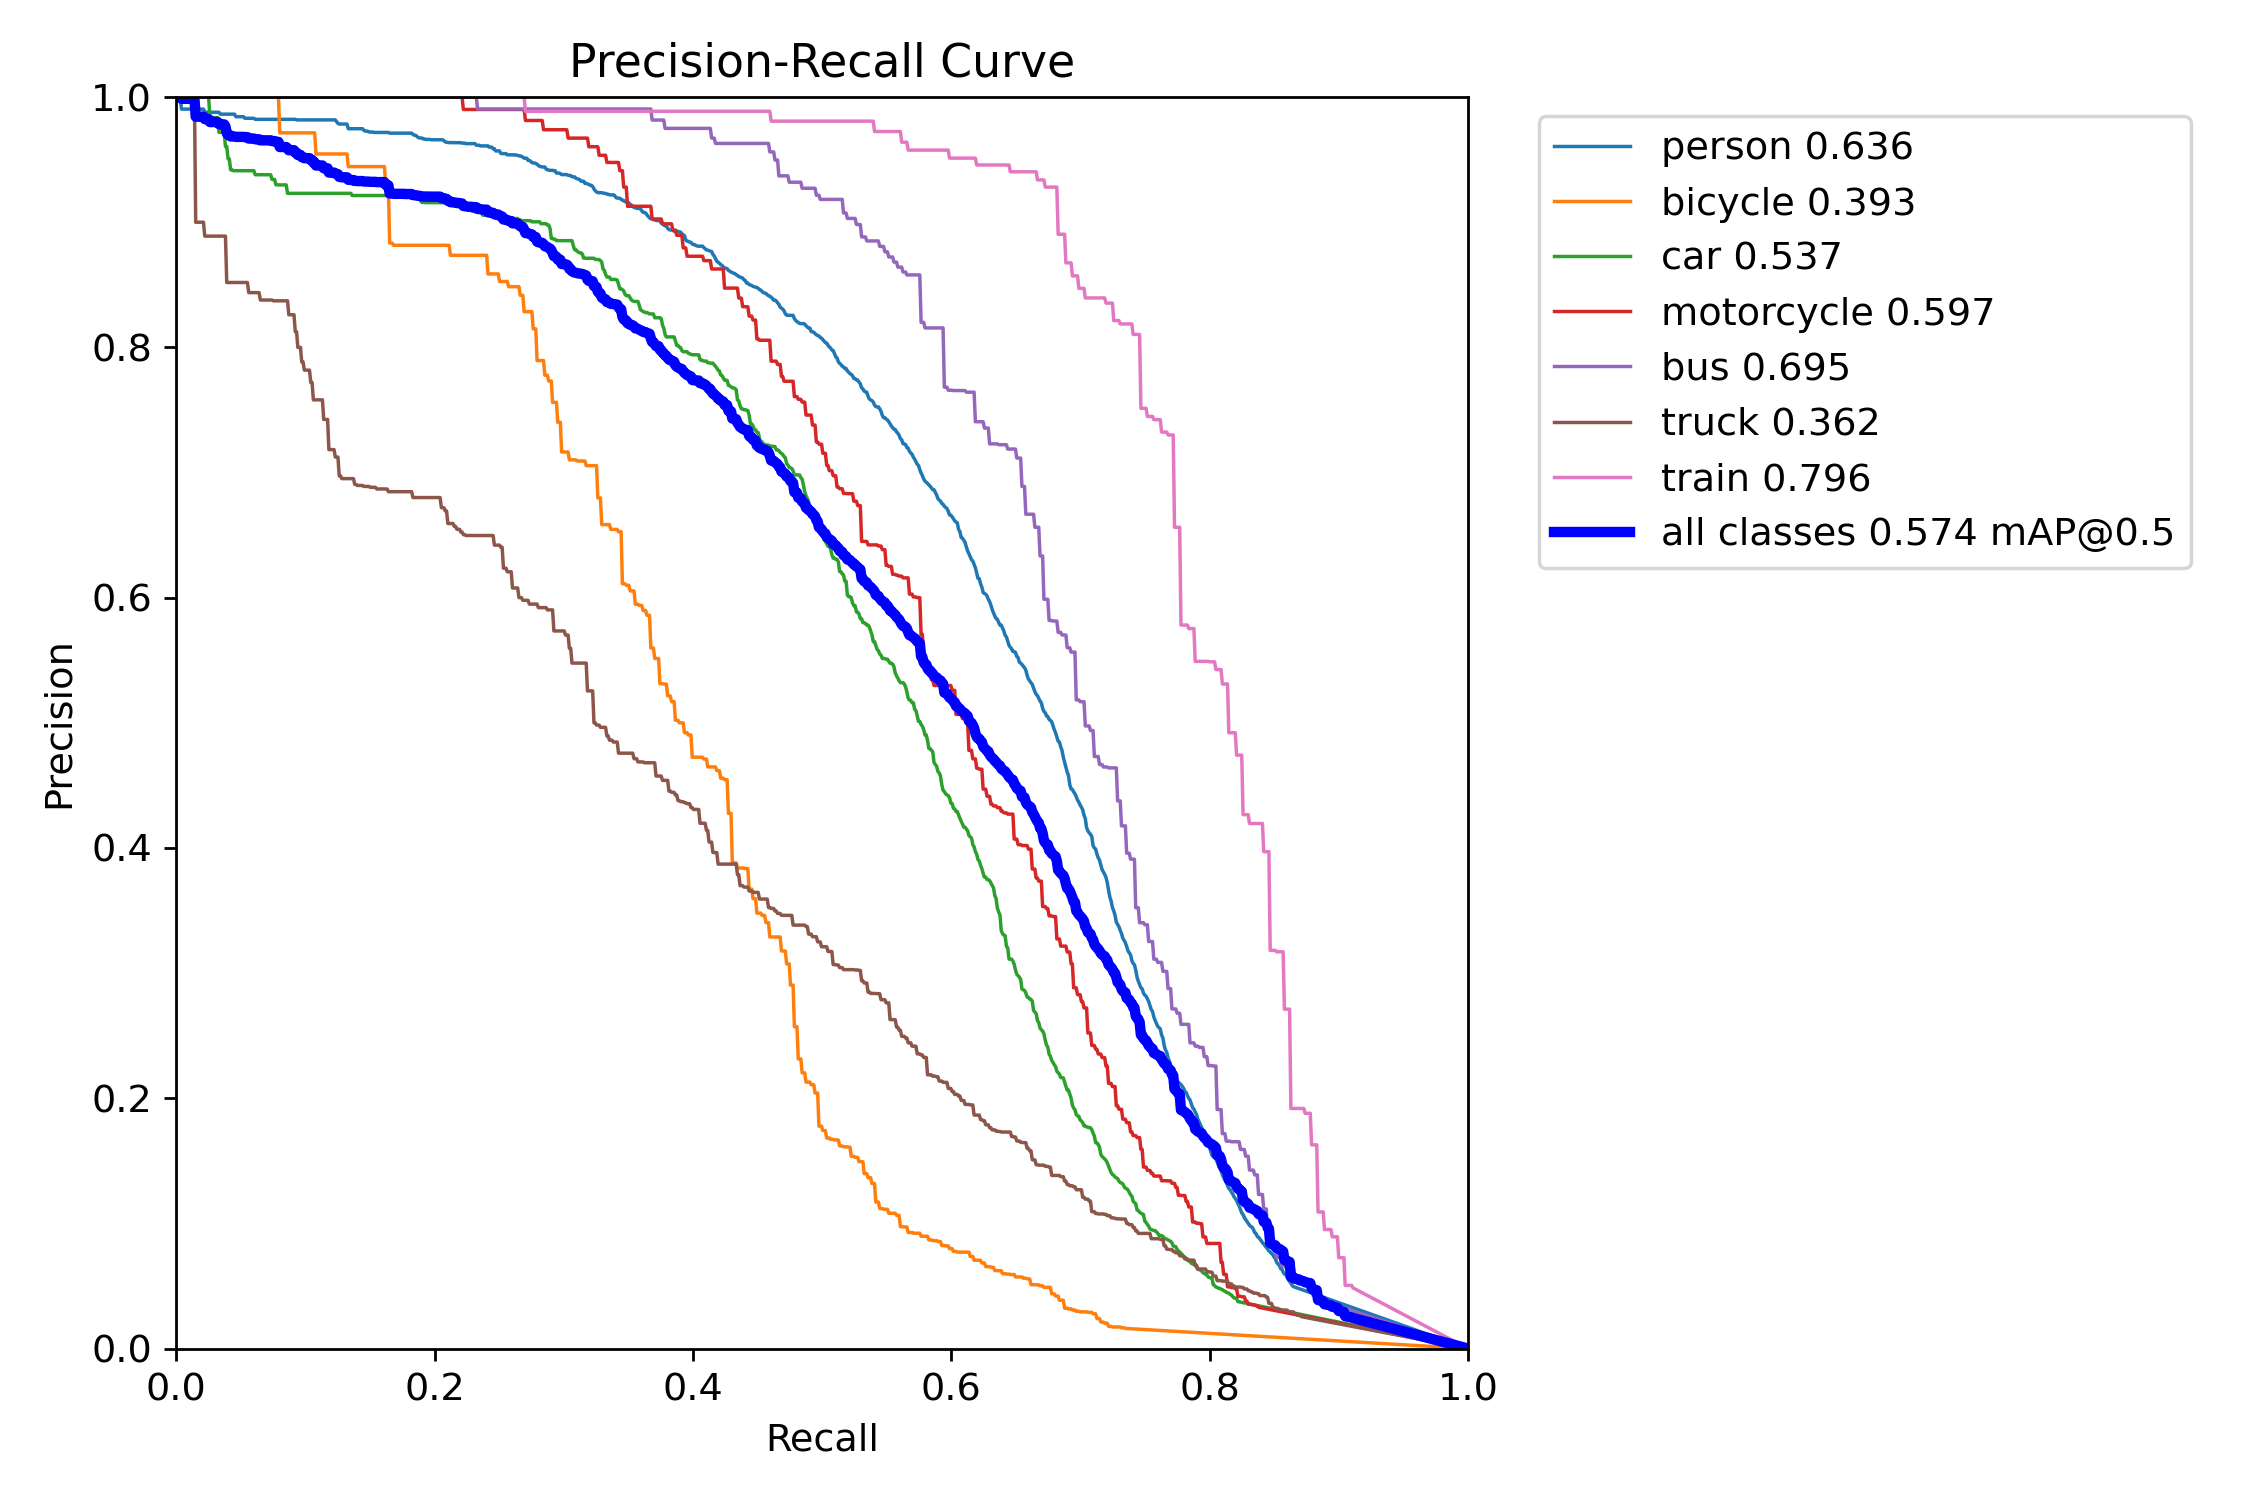 Precision-Recall Curve
1.0
0.8
0.6
0.4
0.2
0.0
Precision
0.0 0.2 0.4 0.6 0.8 1.0
Recall
person 0.636
bicycle 0.393
car 0.537
motorcycle 0.597
bus 0.695
truck 0.362
train 0.796
all classes 0.574 mAP@0.5